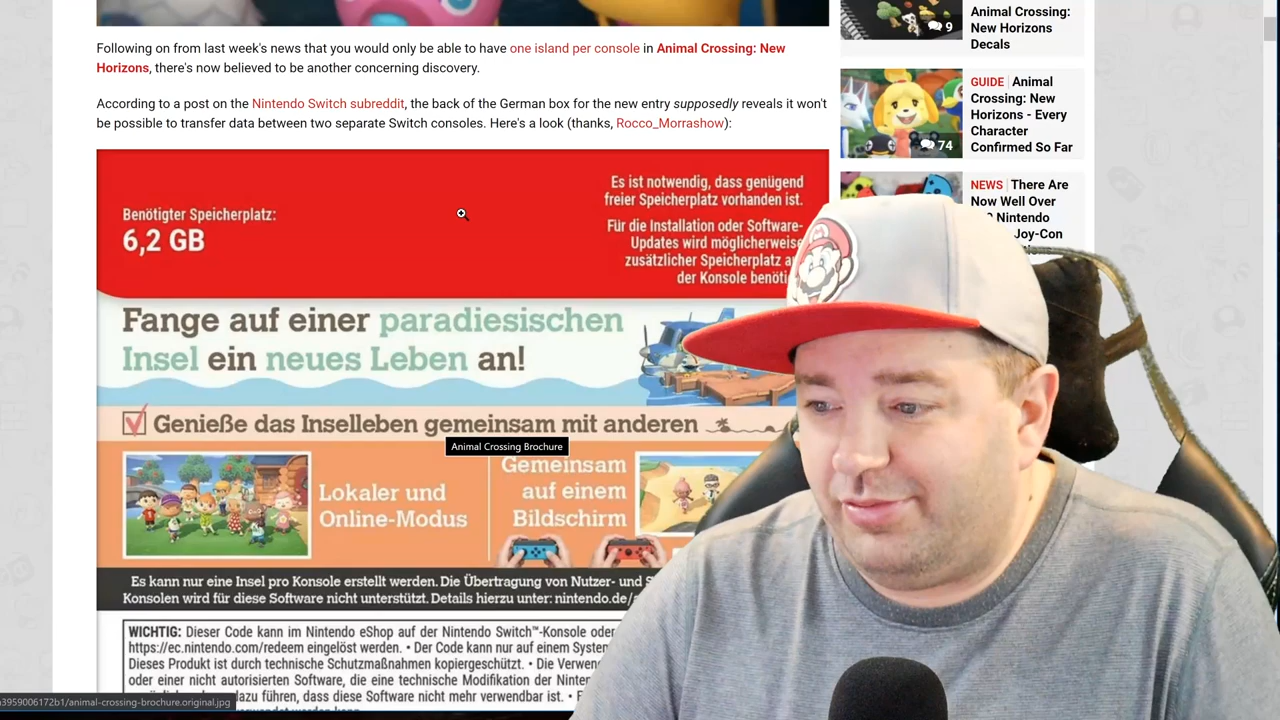 Following on from last week's news that you would only be able to have one island per console in Animal Crossing: New
Horizons, there's now believed to be another concerning discovery.
According to a post on the Nintendo Switch subreddit, the back of the German box for the new entry supposedly reveals it won't
be possible to transfer data between two separate Switch consoles. Here's a look (thanks, Rocco_Morrashow):
Benötigter Speicherplatz:
6,2 GB
Es ist notwendig, dass genügend
freier Speicherplatz vorhanden ist.
Für die Installation oder Software-
Updates wird möglicherweise
zusätzlicher Speicherplatz
der Konsole
Fange auf einer paradiesischen
Insel ein neues Leben an!
Genieße das Inselleben gemeinsam mit anderen
Animal Crossing Brochure
Lokaler und
Online-Modus
Gemeinsam
auf einem
Bildschirm
Es kann nur eine Insel pro Konsole erstellt werden. Die Übertragung von Nutzer- und
Konsolen wird für diese Software nicht unterstützt. Details hierzu unter: nintendo.de/
WICHTIG: Dieser Code kann im Nintendo eShop auf der Nintendo Switch™-Konsole oder
https://ec.nintendo.com/redeem eingelöst werden. • Der Code kann nur auf einem
Dieses Produkt ist durch technische Schutzmaßnahmen kopiergeschützt. • Die
oder einer nicht autorisierten Software, die eine technische Modifikation der
dazu führen, dass diese Software nicht mehr verwendbar ist. •
a3959006172b1/animal-crossing-brochure.original.jpg
9
Animal Crossing:
New Horizons
Decals
74
GUIDE Animal
Crossing: New
Horizons - Every
Character
Confirmed So Far
NEWS There Are
Now Well Over
Nintendo
Joy-Con